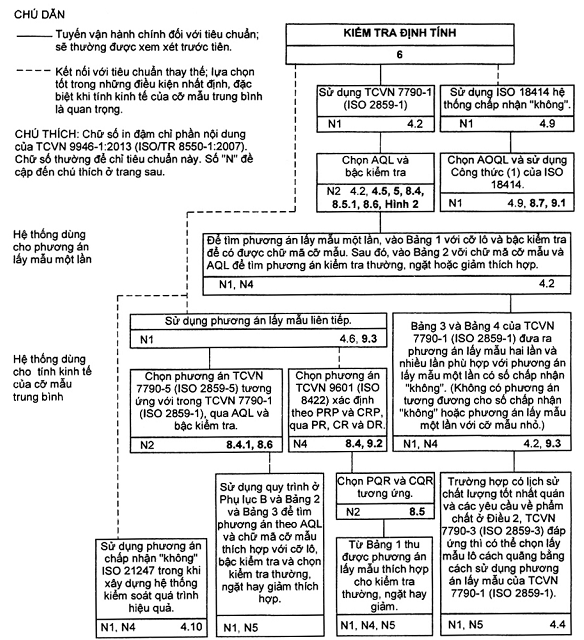 CHÚ DẪN
Tuyến vận hành chính đối với tiêu chuẩn;
sẽ thường được xem xét trước tiên.
Kết nối với tiêu chuẩn thay thế; lựa chọn
tốt trong những điều kiện nhất định, đặc
biệt khi tính kinh tế của cỡ mẫu trung bình
là quan trọng.
CHÚ THÍCH: Chữ số in đậm chỉ phần nội dung
của TCVN 9946-1:2013 (ISO/TR 8550-1:2007).
Chữ số thường để chỉ tiêu chuẩn này. Số "N" đề
cập đến chú thích ở trang sau.
KIỂM TRA ĐỊNH TÍNH
6
Sử dụng TCVN 7790-1
(ISO 2859-1)
N1 4.2
Sử dụng ISO 18414 hệ
thống chấp nhận "không".
N1 4.9
Chọn AQL và
bậc kiểm tra
N2 4.2, 4.5, 5, 8.4,
8.5.1, 8.6, Hình 2
Chọn AOQL và sử dụng
Công thức (1) của ISO
18414.
N1 4.9, 8.7, 9.1
Hệ thống dùng
cho phương án
lấy mẫu một lần
Để tìm phương án lấy mẫu một lần, vào Bảng 1 với cỡ lô và bậc kiểm tra
để có được chữ mã cỡ mẫu. Sau đó, vào Bảng 2 với chữ mã cỡ mẫu và
AQL để tìm phương án kiểm tra thường, ngặt hoặc giảm thích hợp.
N1, N4 4.2
Hệ thống dùng
cho tính kinh tế
của cỡ mẫu
trung bình
Sử dụng phương án lấy mẫu liên tiếp.
N1 4.6, 9.3
Bảng 3 và Bảng 4 của TCVN
7790-1 (ISO 2859-1) đưa ra
phương án lấy mẫu hai lần và
nhiều lần phù hợp với phương án
lấy mẫu một lần có số chấp nhận
"không". (Không có phương án
tương đương cho số chấp nhận
"không" hoặc phương án lấy mẫu
một lần với cỡ mẫu nhỏ.)
N1, N4 4.2, 9.3
Chọn phương án TCVN
7790-5 (ISO 2859-5) tương
ứng với trong TCVN 7790-1
(ISO 2859-1), qua AQL và
bậc kiểm tra.
N2 8.4.1, 8.6
Chọn phương án
TCVN 9601 (ISO
8422) xác định
theo PRP và CRP,
qua PR, CR và DR.
N4 8.4, 9.2
Sử dụng quy trình ở
Phụ lục B và Bảng 2
và Bảng 3 để tìm
phương án theo AQL
và chữ mã cỡ mẫu
thích hợp với cỡ lô,
bậc kiểm tra và chọn
kiểm tra thường,
ngặt hay giảm thích
hợp.
N1, N5
Chọn PQR và CQR
tương ứng.
N2 8.5
Từ Bảng 1 thu
được phương án
lấy mẫu thích hợp
cho kiểm tra
thường, ngặt hay
giảm.
N1, N4, N5
Trường hợp có lịch sử
chất lượng tốt nhất quán
và các yêu cầu về phẩm
chất ở Điều 2, TCVN
7790-3 (ISO 2859-3) đáp
ứng thì có thể chọn lấy
mẫu lô cách quãng bằng
cách sử dụng phương
án lấy mẫu của TCVN
7790-1 (ISO 2859-1).
N1, N5 4.4
Sử dụng phương án
chấp nhận "không"
ISO 21247 trong khi
xây dựng hệ thống
kiểm soát quá trình
hiệu quả.
N1, N4 4.10